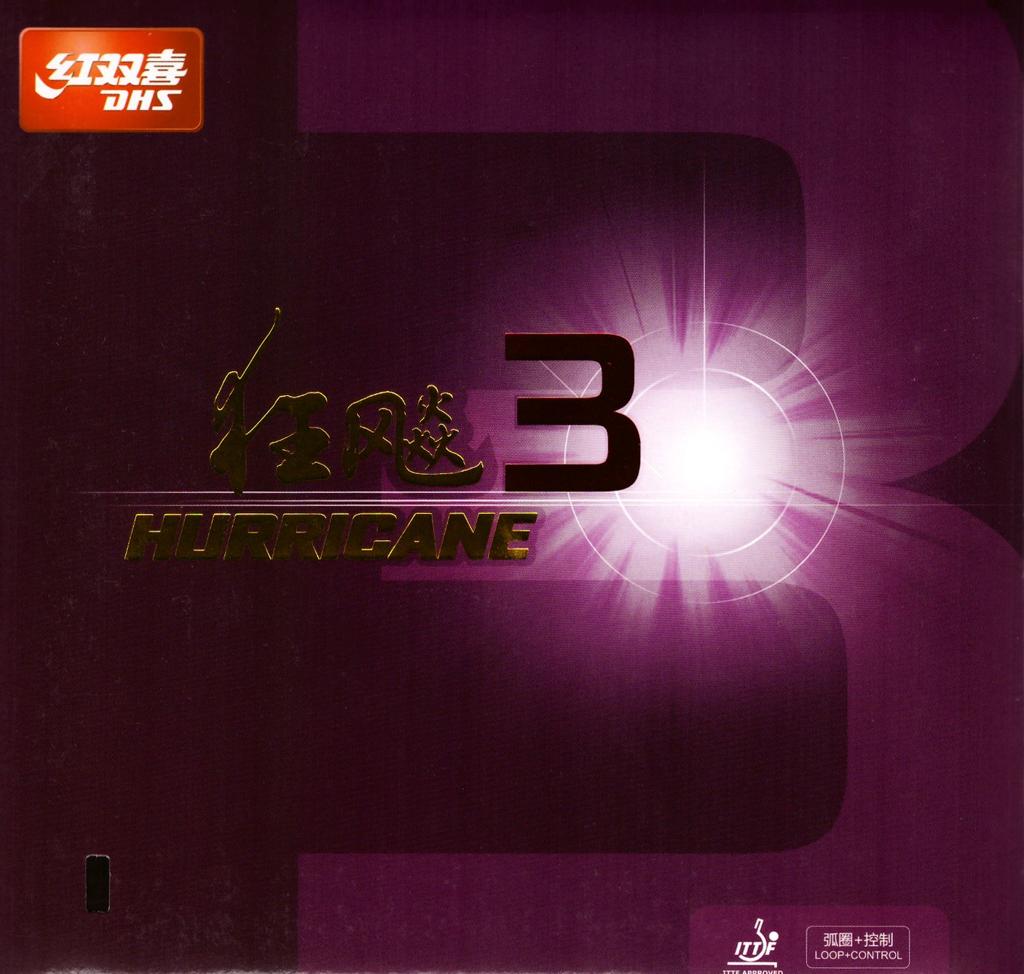 红双喜
DHS
狂飚3
HURRICANE
ITTF
ITTF APPROVED
弧圈+控制
LOOP+CONTROL